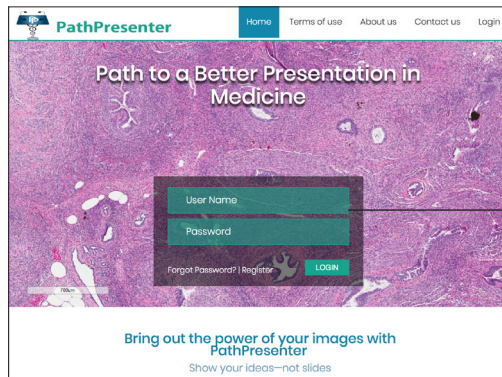 PathPresenter
Home Terms of use About us Contact us Login
Path to a Better Presentation in
Medicine
User Name
Password
Forgot Password? | Register LOGIN
700μm
Bring out the power of your images with
PathPresenter
Show your ideas—not slides